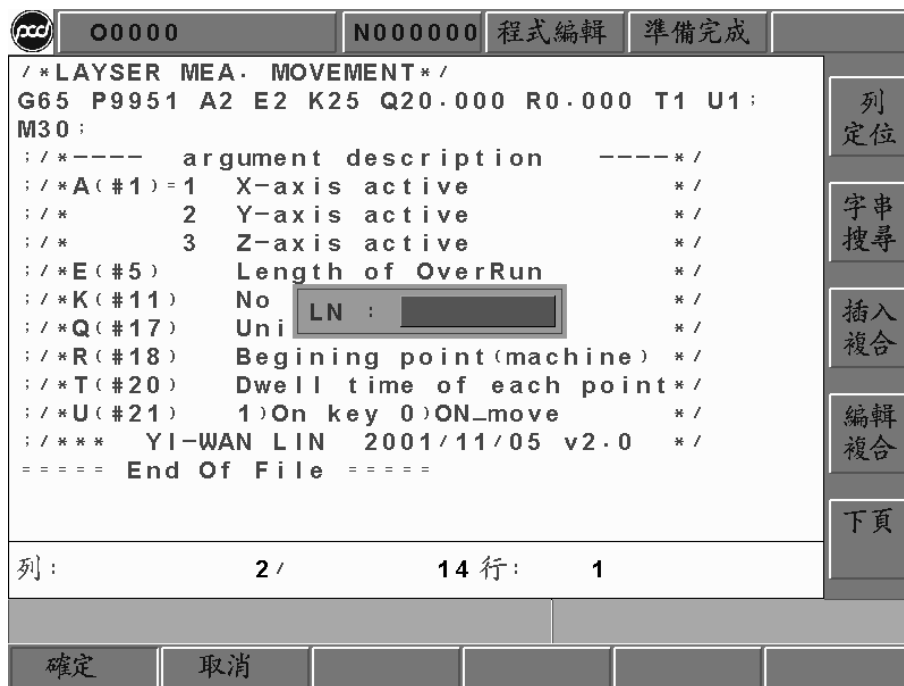 pcd O0000 N000000 程式編輯 準備完成
/*LAYSER MEA. MOVEMENT*/
G65 P9951 A2 E2 K25 Q20.000 R0.000 T1 U1;
M30;
;/*---- argument description ----*/
;/*A(#1)=1 X-axis active */
;/* 2 Y-axis active */
;/* 3 Z-axis active */
;/*E(#5) Length of OverRun */
;/*K(#11) No */
LN :
;/*Q(#17) Uni */
;/*R(#18) Begining point(machine) */
;/*T(#20) Dwell time of each point*/
;/*U(#21) 1)On key 0)ON_move */
;/*** YI-WAN LIN 2001/11/05 v2.0 */
===== End Of File =====
列: 2/ 14 行: 1
列
定位
字串
搜尋
插入
複合
編輯
複合
下頁
確定 取消